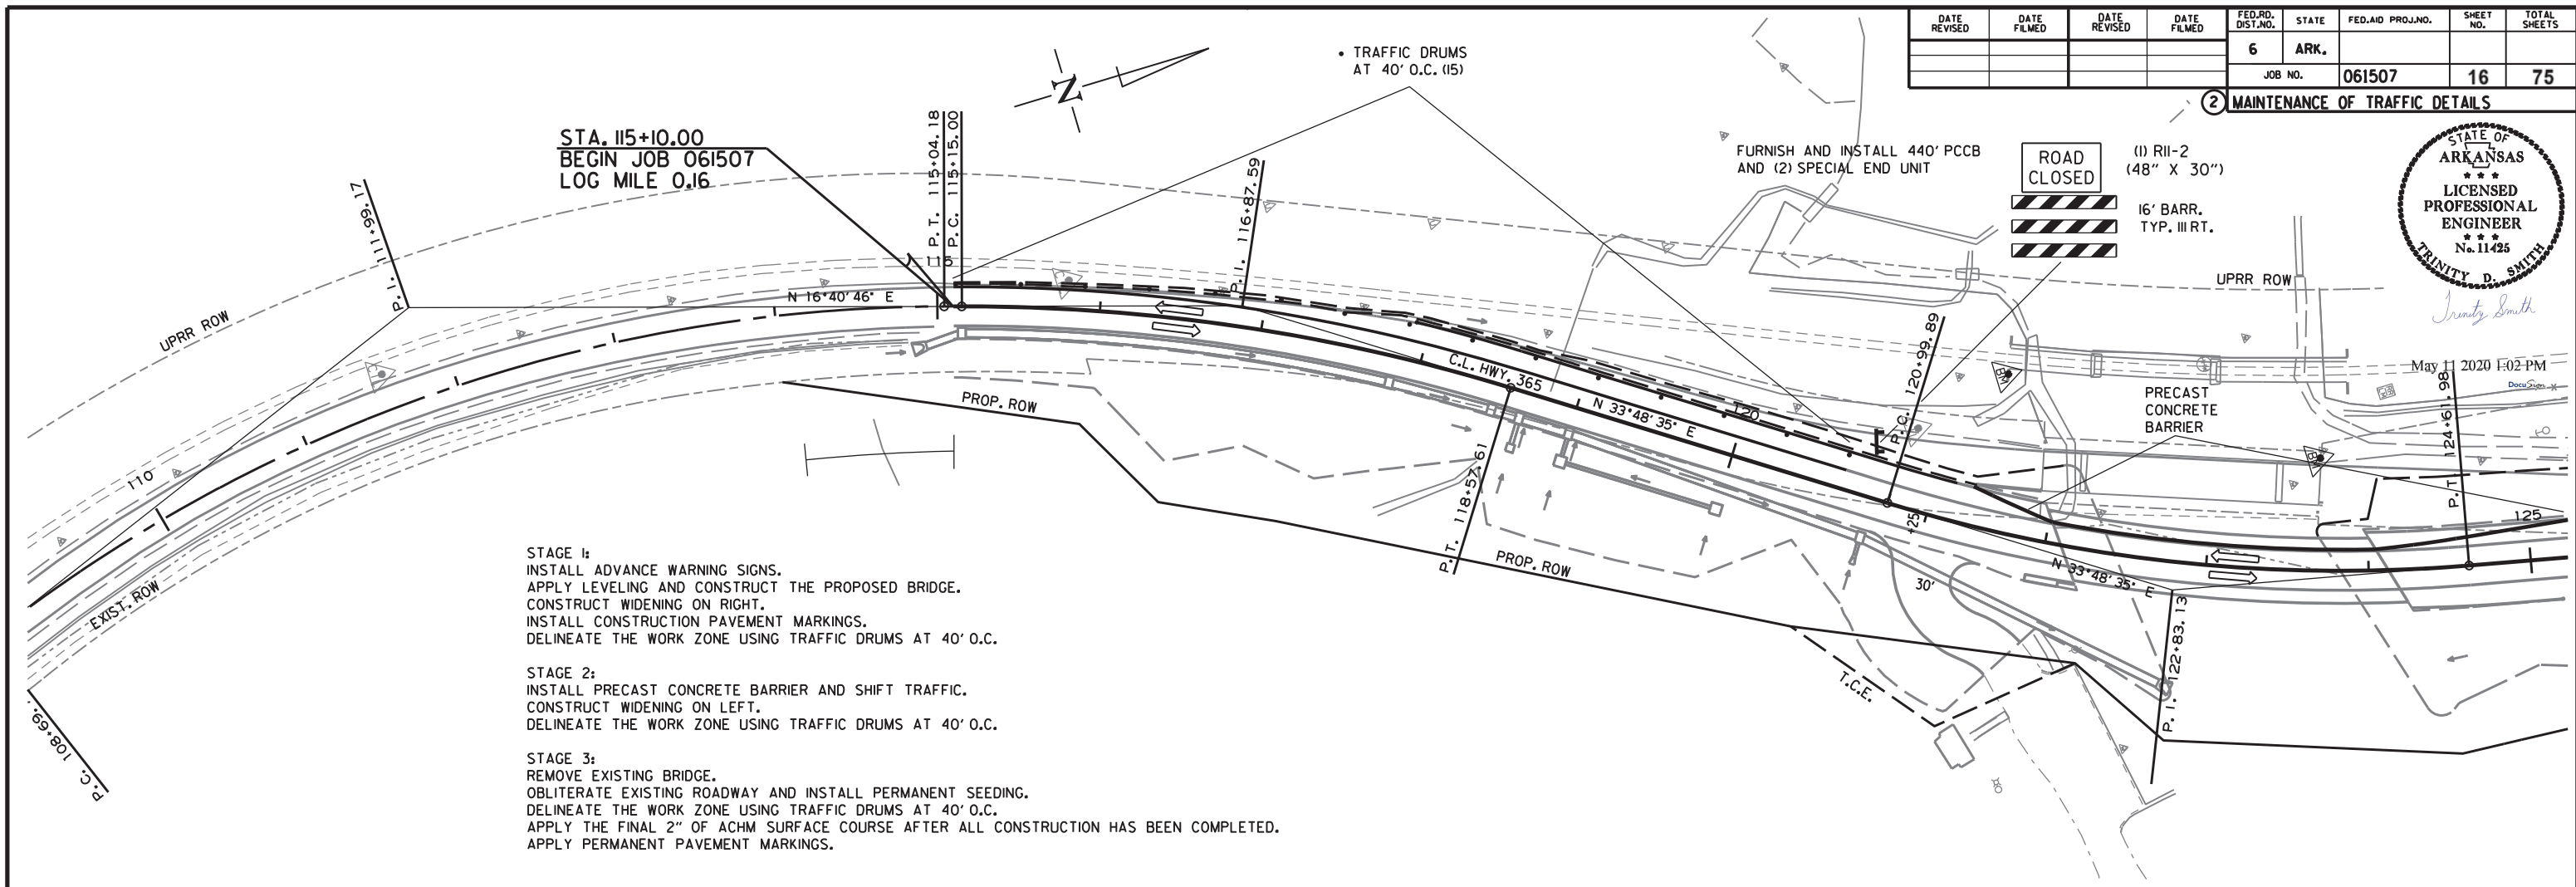 DATE REVISED
DATE FILMED
DATE REVISED
DATE FILMED
FED.RD. DIST.NO.
STATE
FED.AID PROJ.NO.
SHEET NO.
TOTAL SHEETS
6
ARK.
JOB NO.
061507
16
75
2
MAINTENANCE OF TRAFFIC DETAILS
• TRAFFIC DRUMS
AT 40' O.C. (15)
N
STA. 115+10.00
BEGIN JOB 061507
LOG MILE 0.16
P.T. 115+04.18
P.C. 115+15.00
P.I. 116+87.59
P.I. 111+99.17
FURNISH AND INSTALL 440' PCCB
AND (2) SPECIAL END UNIT
ROAD
CLOSED
(1) R11-2
(48" X 30")
16' BARR.
TYP. III RT.
STATE OF
ARKANSAS
★ ★ ★
LICENSED
PROFESSIONAL
ENGINEER
★ ★ ★
No. 11425
TRINITY D. SMITH
Trinity Smith
May 11 2020 1:02 PM
DocuSign
UPRR ROW
UPRR ROW
115
N 16°40'46" E
C.L. HWY. 365
N 33°48'35" E
120
P.C. 120+99.89
BM
BM
PRECAST
CONCRETE
BARRIER
P.T. 124+61.98
125
PROP. ROW
110
EXIST. ROW
P.C. 108+69.
P.T. 118+57.61
PROP. ROW
+25
30'
N 33°48'35" E
P.I. 122+83.13
T.C.E.
STAGE 1:
INSTALL ADVANCE WARNING SIGNS.
APPLY LEVELING AND CONSTRUCT THE PROPOSED BRIDGE.
CONSTRUCT WIDENING ON RIGHT.
INSTALL CONSTRUCTION PAVEMENT MARKINGS.
DELINEATE THE WORK ZONE USING TRAFFIC DRUMS AT 40' O.C.
STAGE 2:
INSTALL PRECAST CONCRETE BARRIER AND SHIFT TRAFFIC.
CONSTRUCT WIDENING ON LEFT.
DELINEATE THE WORK ZONE USING TRAFFIC DRUMS AT 40' O.C.
STAGE 3:
REMOVE EXISTING BRIDGE.
OBLITERATE EXISTING ROADWAY AND INSTALL PERMANENT SEEDING.
DELINEATE THE WORK ZONE USING TRAFFIC DRUMS AT 40' O.C.
APPLY THE FINAL 2" OF ACHM SURFACE COURSE AFTER ALL CONSTRUCTION HAS BEEN COMPLETED.
APPLY PERMANENT PAVEMENT MARKINGS.